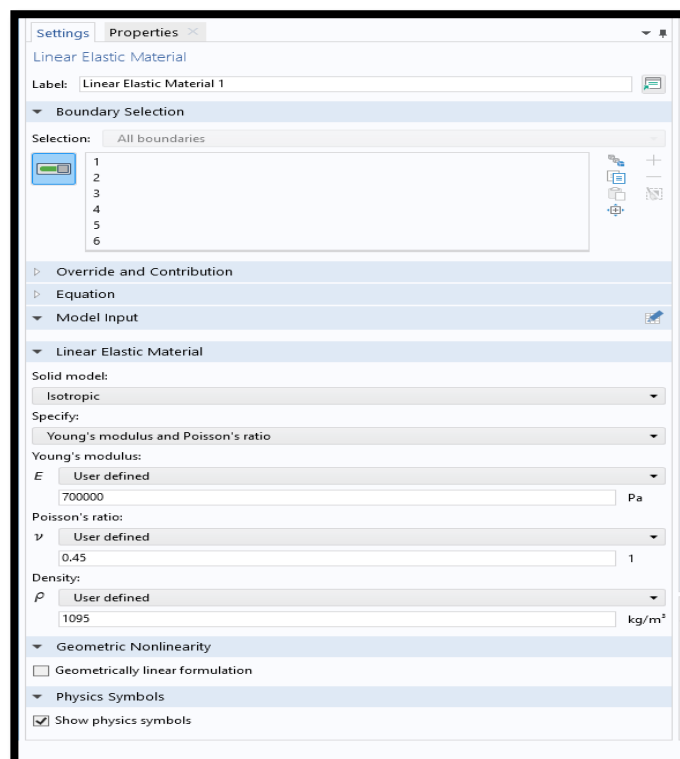 Settings Properties
Linear Elastic Material
Label: Linear Elastic Material 1
Boundary Selection
Selection: All boundaries
1
2
3
4
5
6
Override and Contribution
Equation
Model Input
Linear Elastic Material
Solid model:
Isotropic
Specify:
Young's modulus and Poisson's ratio
Young's modulus:
E User defined
700000 Pa
Poisson's ratio:
ν User defined
0.45 1
Density:
ρ User defined
1095 kg/m³
Geometric Nonlinearity
Geometrically linear formulation
Physics Symbols
Show physics symbols